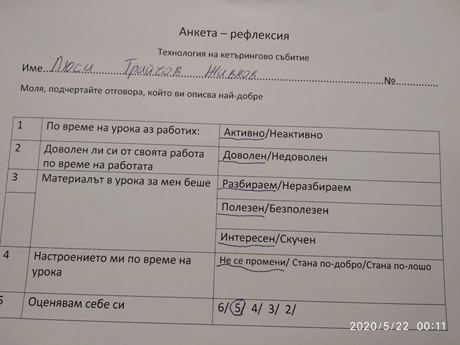 Анкета – рефлексия
Технология на кетърингово събитие
Име Люси Трайчов Живков №
Моля, подчертайте отговора, който ви описва най-добре
1 По време на урока аз работих: Активно/Неактивно
2 Доволен ли си от своята работа по време на работата Доволен/Недоволен
3 Материалът в урока за мен беше Разбираем/Неразбираем
Полезен/Безполезен
Интересен/Скучен
4 Настроението ми по време на урока Не се промени/ Стана по-добро/Стана по-лошо
5 Оценявам себе си 6/ 5/ 4/ 3/ 2/
2020/5/22 00:11